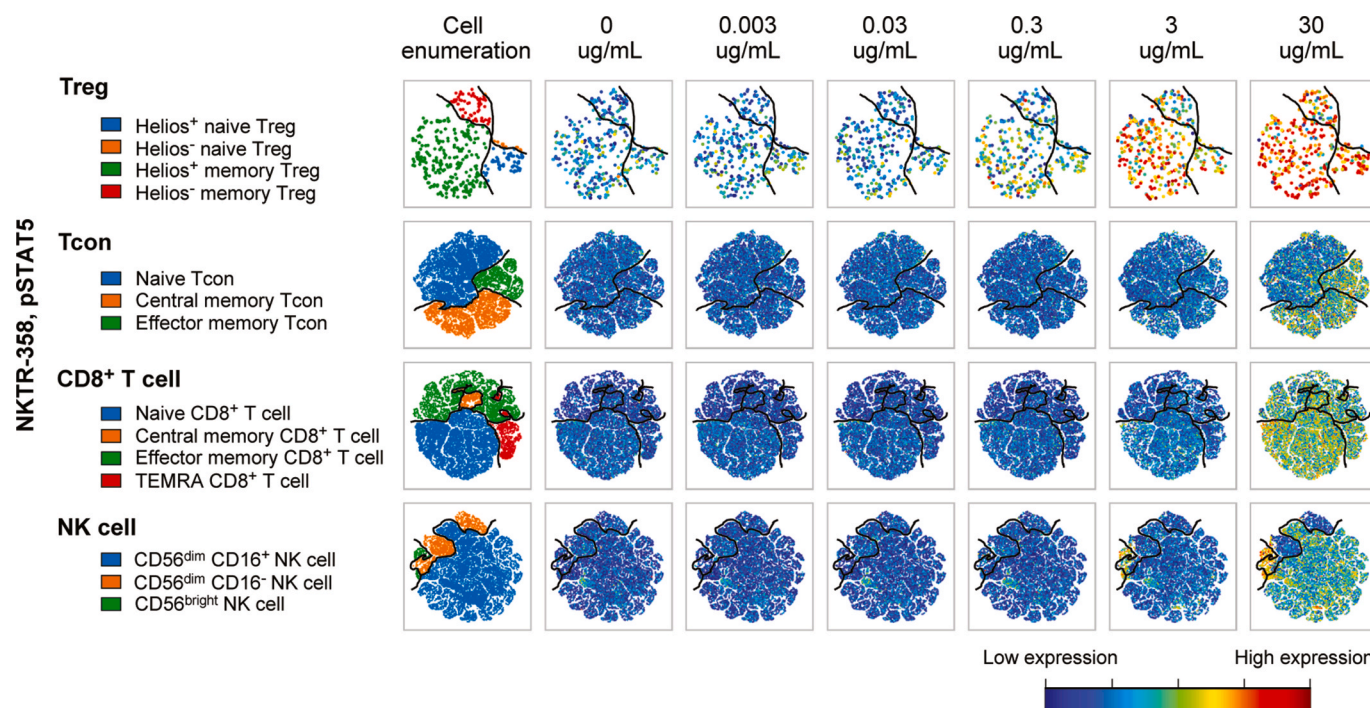 Cell enumeration
0 ug/mL
0.003 ug/mL
0.03 ug/mL
0.3 ug/mL
3 ug/mL
30 ug/mL
NKTR-358, pSTAT5
Treg
Helios⁺ naive Treg
Helios⁻ naive Treg
Helios⁺ memory Treg
Helios⁻ memory Treg
Tcon
Naive Tcon
Central memory Tcon
Effector memory Tcon
CD8⁺ T cell
Naive CD8⁺ T cell
Central memory CD8⁺ T cell
Effector memory CD8⁺ T cell
TEMRA CD8⁺ T cell
NK cell
CD56ᵈⁱᵐ CD16⁺ NK cell
CD56ᵈⁱᵐ CD16⁻ NK cell
CD56ᵇʳⁱᵍʰᵗ NK cell
Low expression
High expression